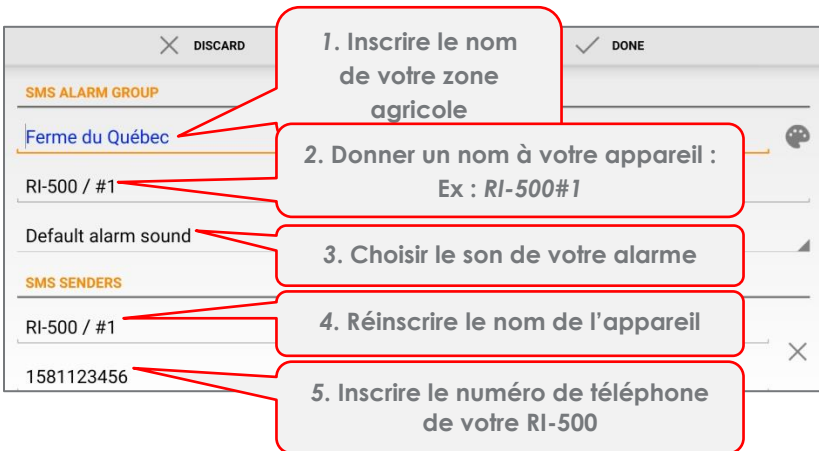 DISCARD
DONE
1. Inscrire le nom
de votre zone
agricole
SMS ALARM GROUP
Ferme du Québec
2. Donner un nom à votre appareil :
Ex : RI-500#1
RI-500 / #1
Default alarm sound
3. Choisir le son de votre alarme
SMS SENDERS
RI-500 / #1
4. Réinscrire le nom de l’appareil
1581123456
5. Inscrire le numéro de téléphone
de votre RI-500